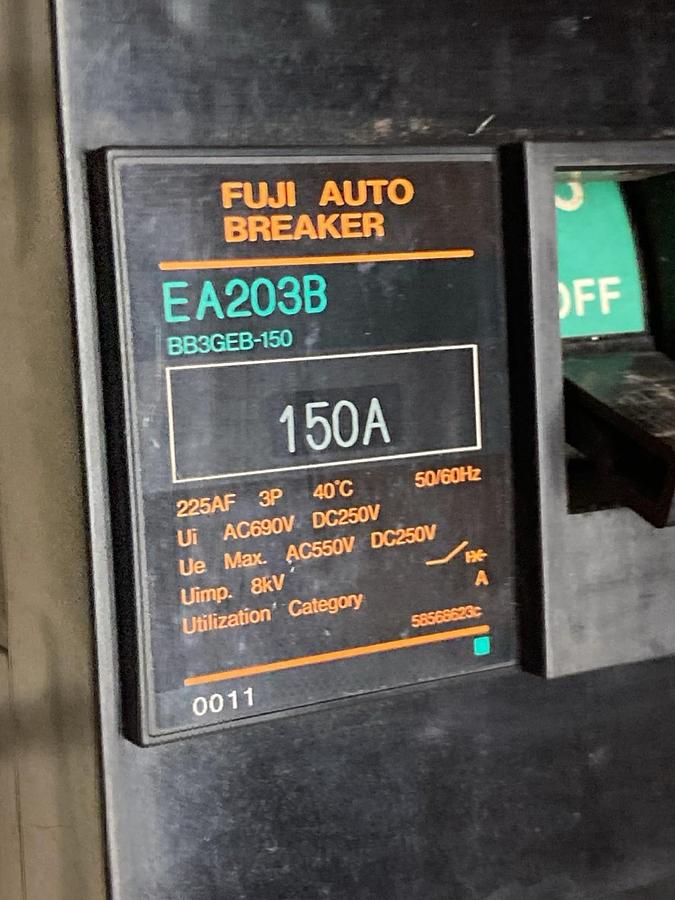 FUJI AUTO
BREAKER
EA203B
BB3GEB-150
150A
225AF 3P 40°C 50/60Hz
Ui AC690V DC250V
Ue Max. AC550V DC250V
Uimp. 8kV
Utilization Category A
58568623c
0011
OFF